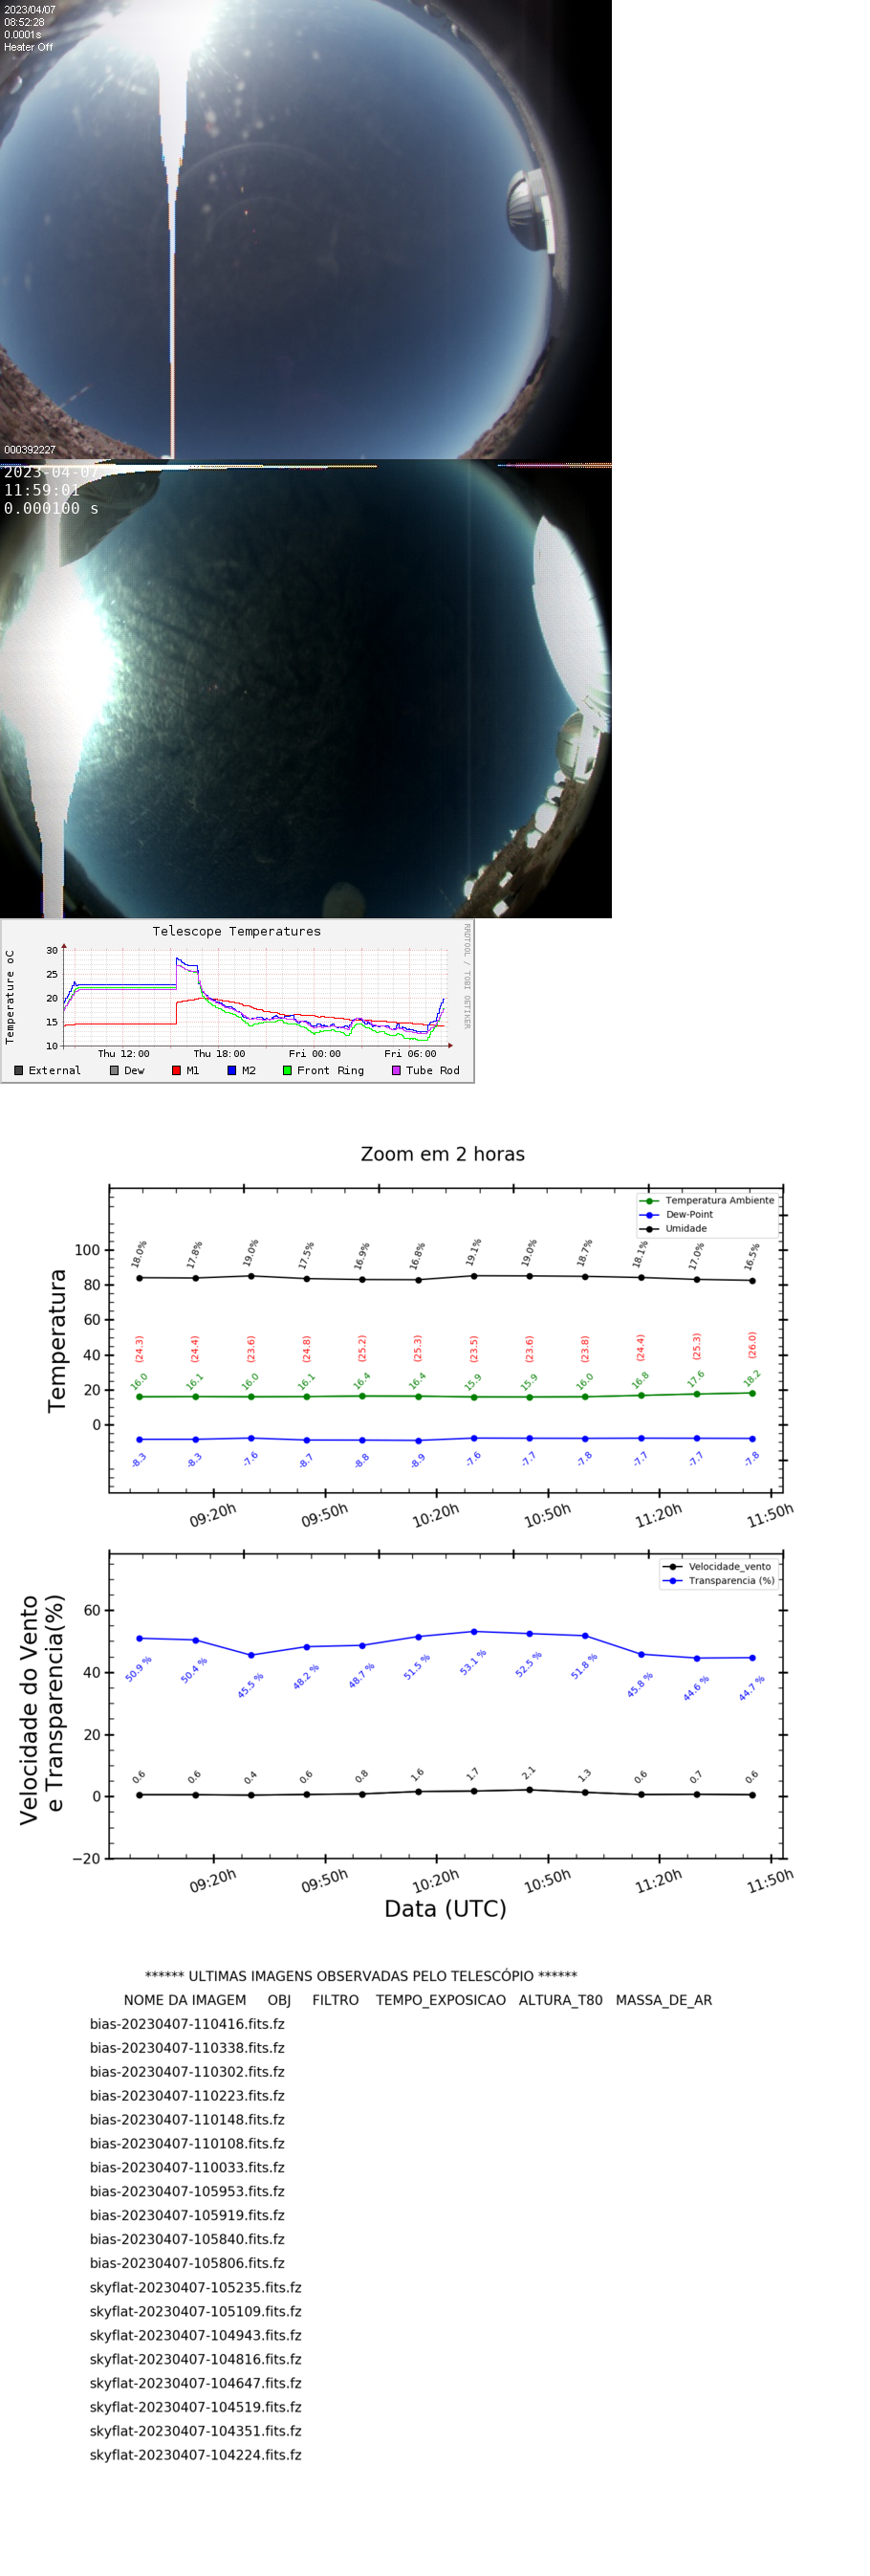 2023/04/07
08:52:28
0.0001s
Heater Off
000392227
2023-04-07
11:59:01
0.000100 s
Telescope Temperatures
RRDTOOL / TOBI OETIKER
Temperature oC
30
25
20
15
10
Thu 12:00 Thu 18:00 Fri 00:00 Fri 06:00
External Dew M1 M2 Front Ring Tube Rod
Zoom em 2 horas
Temperatura Ambiente
Dew-Point
Umidade
Temperatura
100
80
60
40
20
0
18.0% 17.8% 19.0% 17.5% 16.9% 16.8% 19.1% 19.0% 18.7% 18.1% 17.0% 16.5%
(24.3) (24.4) (23.6) (24.8) (25.2) (25.3) (23.5) (23.6) (23.8) (24.4) (25.3) (26.0)
16.0 16.1 16.0 16.1 16.4 16.4 15.9 15.9 16.0 16.8 17.6 18.2
-8.3 -8.3 -7.6 -8.7 -8.8 -8.9 -7.6 -7.7 -7.8 -7.7 -7.7 -7.8
09:20h 09:50h 10:20h 10:50h 11:20h 11:50h
Velocidade_vento
Transparencia (%)
Velocidade do Vento
e Transparencia(%)
60
40
20
0
−20
50.9 % 50.4 % 45.5 % 48.2 % 48.7 % 51.5 % 53.1 % 52.5 % 51.8 % 45.8 % 44.6 % 44.7 %
0.6 0.6 0.4 0.6 0.8 1.6 1.7 2.1 1.3 0.6 0.7 0.6
09:20h 09:50h 10:20h 10:50h 11:20h 11:50h
Data (UTC)
****** ULTIMAS IMAGENS OBSERVADAS PELO TELESCÓPIO ******
NOME DA IMAGEM OBJ FILTRO TEMPO_EXPOSICAO ALTURA_T80 MASSA_DE_AR
bias-20230407-110416.fits.fz
bias-20230407-110338.fits.fz
bias-20230407-110302.fits.fz
bias-20230407-110223.fits.fz
bias-20230407-110148.fits.fz
bias-20230407-110108.fits.fz
bias-20230407-110033.fits.fz
bias-20230407-105953.fits.fz
bias-20230407-105919.fits.fz
bias-20230407-105840.fits.fz
bias-20230407-105806.fits.fz
skyflat-20230407-105235.fits.fz
skyflat-20230407-105109.fits.fz
skyflat-20230407-104943.fits.fz
skyflat-20230407-104816.fits.fz
skyflat-20230407-104647.fits.fz
skyflat-20230407-104519.fits.fz
skyflat-20230407-104351.fits.fz
skyflat-20230407-104224.fits.fz